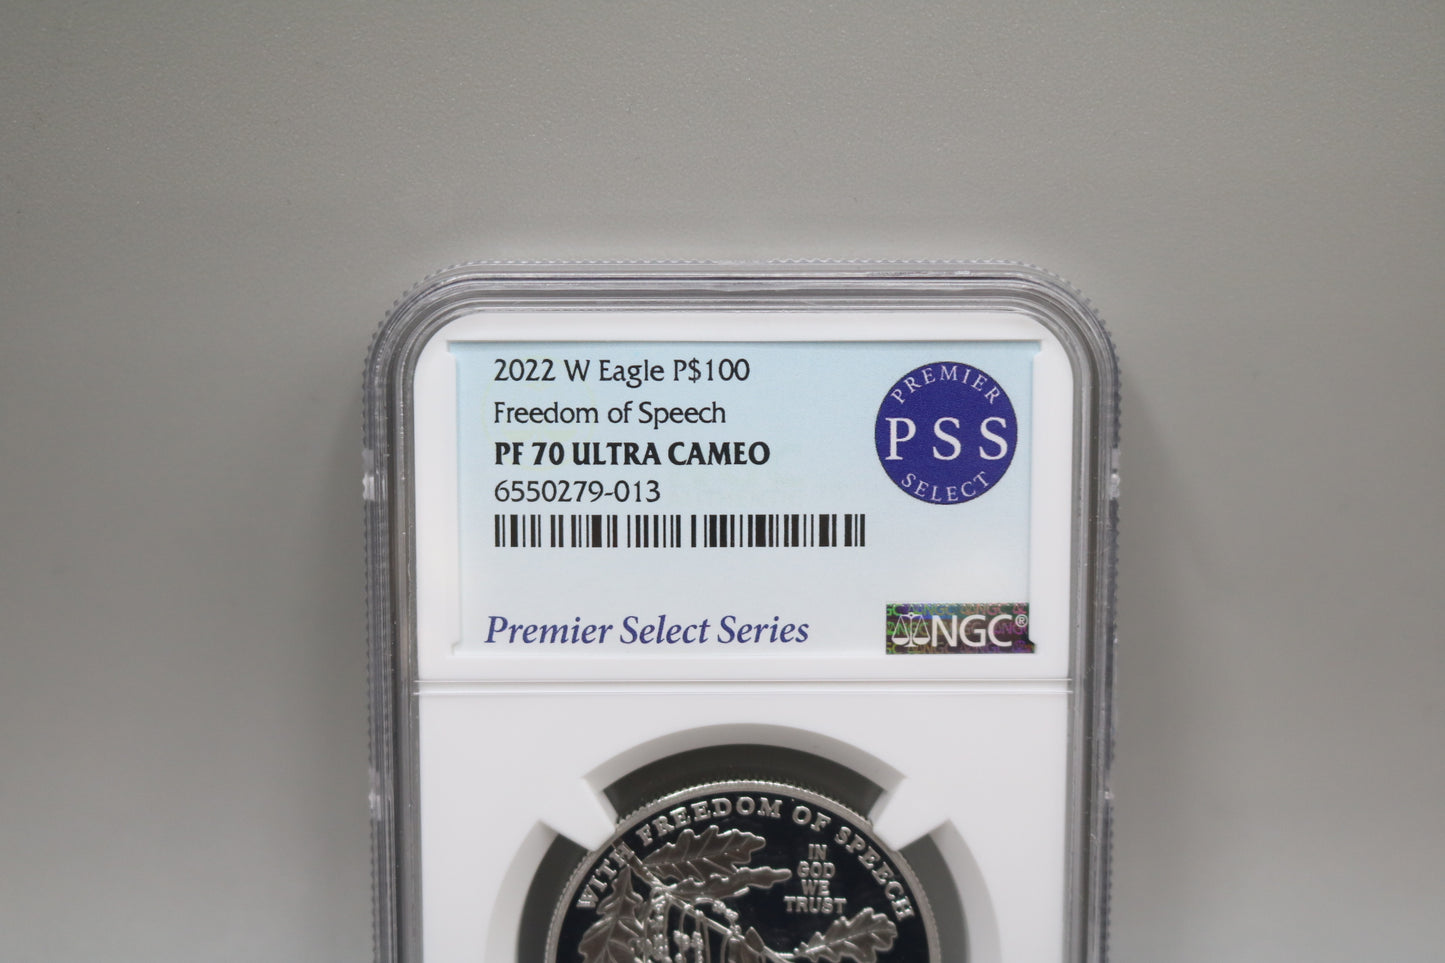 2022 W Eagle P$100
Freedom of Speech
PF 70 ULTRA CAMEO
6550279-013
PREMIER
PSS
SELECT
Premier Select Series
NGC®
WITH FREEDOM OF SPEECH
IN
GOD
WE
TRUST